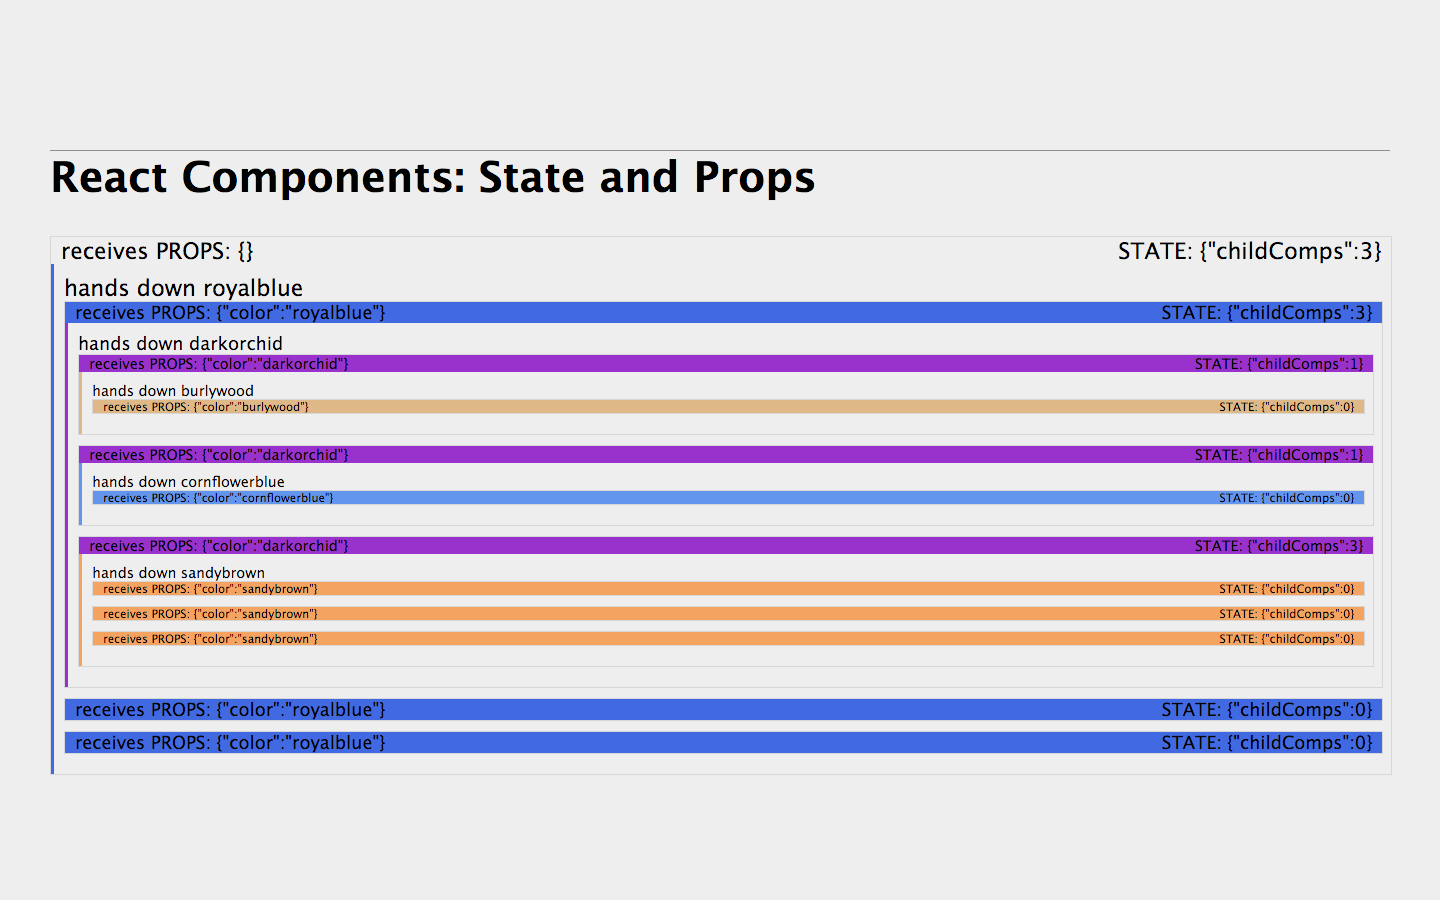 React Components: State and Props
receives PROPS: {} STATE: {"childComps":3}
hands down royalblue
receives PROPS: {"color":"royalblue"} STATE: {"childComps":3}
hands down darkorchid
receives PROPS: {"color":"darkorchid"} STATE: {"childComps":1}
hands down burlywood
receives PROPS: {"color":"burlywood"} STATE: {"childComps":0}
receives PROPS: {"color":"darkorchid"} STATE: {"childComps":1}
hands down cornflowerblue
receives PROPS: {"color":"cornflowerblue"} STATE: {"childComps":0}
receives PROPS: {"color":"darkorchid"} STATE: {"childComps":3}
hands down sandybrown
receives PROPS: {"color":"sandybrown"} STATE: {"childComps":0}
receives PROPS: {"color":"sandybrown"} STATE: {"childComps":0}
receives PROPS: {"color":"sandybrown"} STATE: {"childComps":0}
receives PROPS: {"color":"royalblue"} STATE: {"childComps":0}
receives PROPS: {"color":"royalblue"} STATE: {"childComps":0}